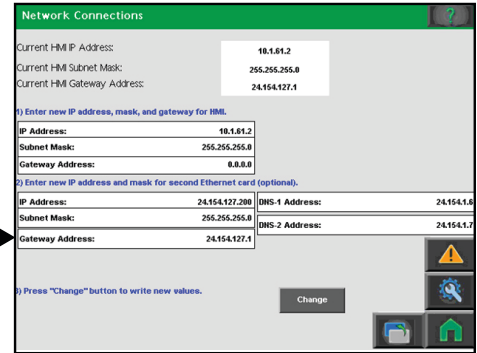 Network Connections
?
Current HMI IP Address: 10.1.61.2
Current HMI Subnet Mask: 255.255.255.0
Current HMI Gateway Address: 24.154.127.1
1) Enter new IP address, mask, and gateway for HMI.
IP Address: 10.1.61.2
Subnet Mask: 255.255.255.0
Gateway Address: 0.0.0.0
2) Enter new IP address and mask for second Ethernet card (optional).
IP Address: 24.154.127.200 DNS-1 Address: 24.154.1.6
Subnet Mask: 255.255.255.0 DNS-2 Address: 24.154.1.7
Gateway Address: 24.154.127.1
3) Press "Change" button to write new values.
Change